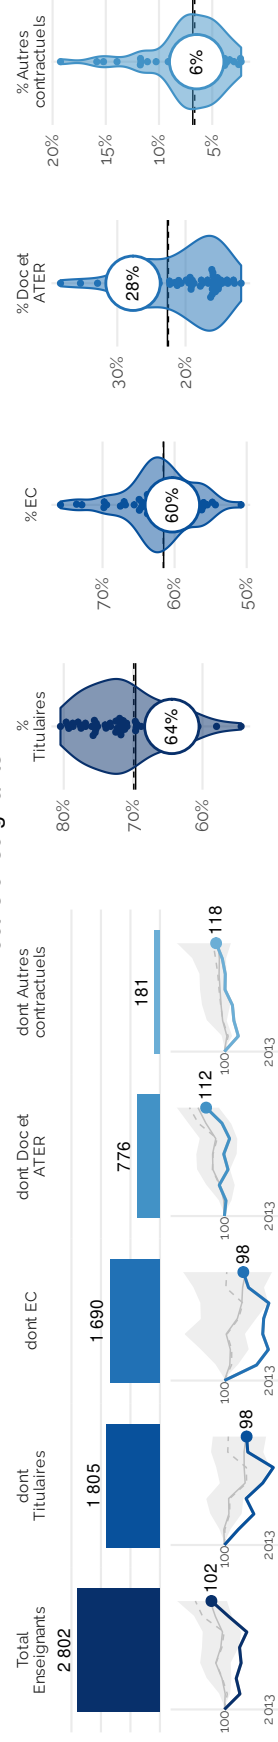 Total
Enseignants
dont
Titulaires
dont EC
dont Doc et
ATER
dont Autres
contractuels
2 802
1 805
1 690
776
181
100
102
2013
100
98
2013
100
98
2013
100
112
2013
100
118
2013
%
Titulaires
80%
70%
60%
64%
% EC
70%
60%
50%
60%
% Doc et
ATER
30%
20%
28%
% Autres
contractuels
20%
15%
10%
5%
6%